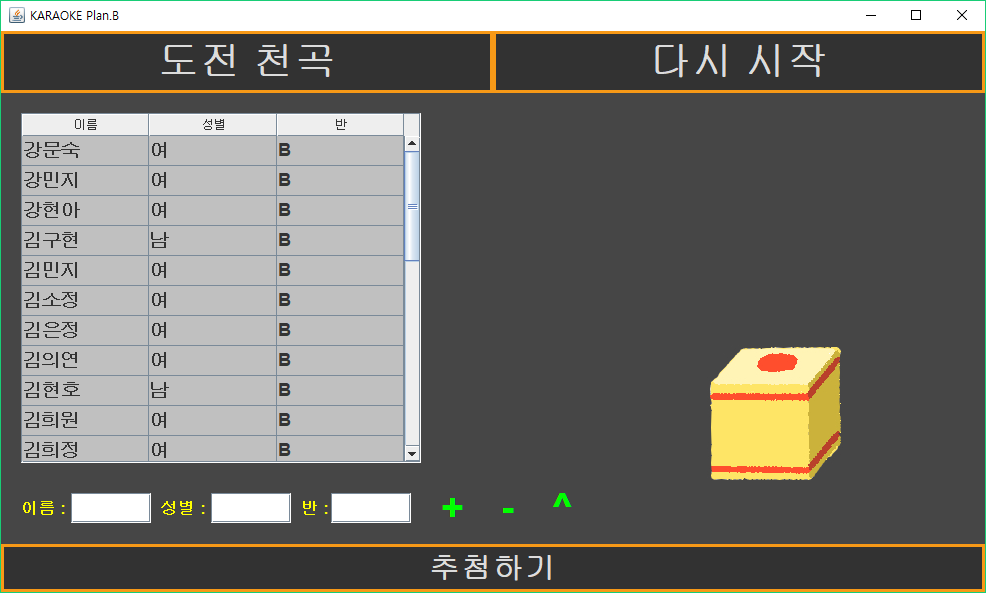 KARAOKE Plan.B
도전 천곡 다시 시작
이름 성별 반
강문숙 여 B
강민지 여 B
강현아 여 B
김구현 남 B
김민지 여 B
김소정 여 B
김은정 여 B
김의연 여 B
김현호 남 B
김희원 여 B
김희정 여 B
이름 : 성별 : 반 : + - ^
추첨하기